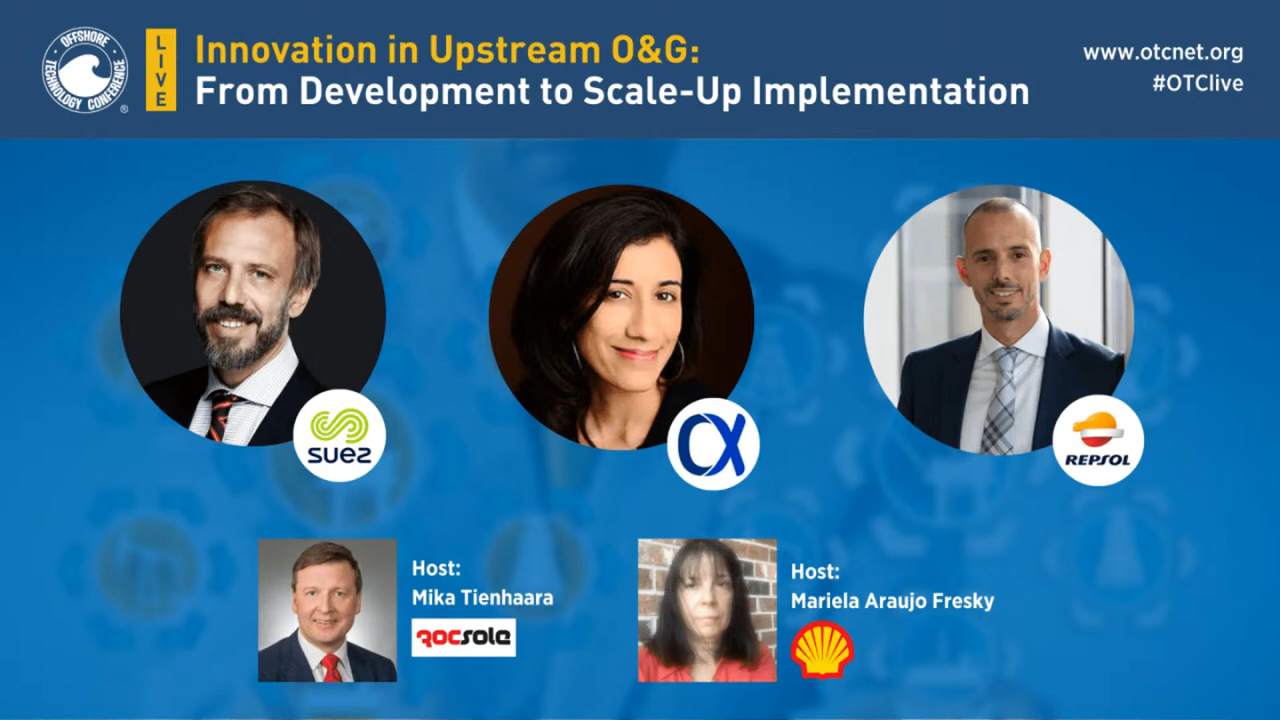 OFFSHORE
TECHNOLOGY CONFERENCE
®
LIVE
Innovation in Upstream O&G:
From Development to Scale-Up Implementation
www.otcnet.org
#OTClive
suez
CX
REPSOL
Host:
Mika Tienhaara
rocsole
Host:
Mariela Araujo Fresky